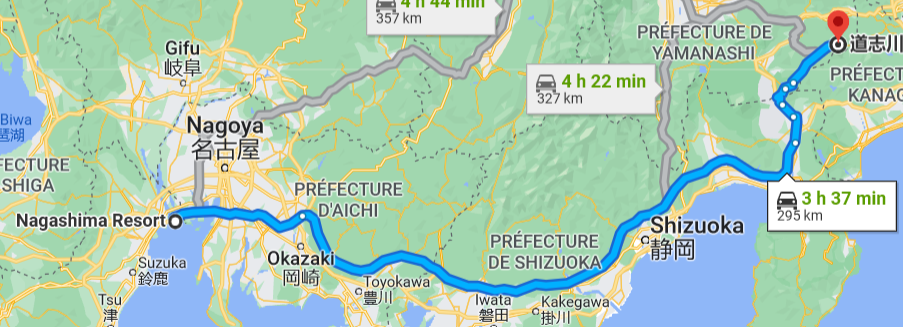 4 h 44 min
357 km
PRÉFECTURE DE
YAMANASHI
道志川
Gifu
岐阜
4 h 22 min
327 km
PRÉFECT
KANAG
Biwa
琶湖
Nagoya
名古屋
FECTURE
SHIGA
PRÉFECTURE
D'AICHI
3 h 37 min
295 km
Nagashima Resort
Shizuoka
静岡
PRÉFECTURE
DE SHIZUOKA
Okazaki
岡崎
Suzuka
鈴鹿
Toyokawa
豊川
Tsu
津
Iwata
磐田
Kakegawa
掛川